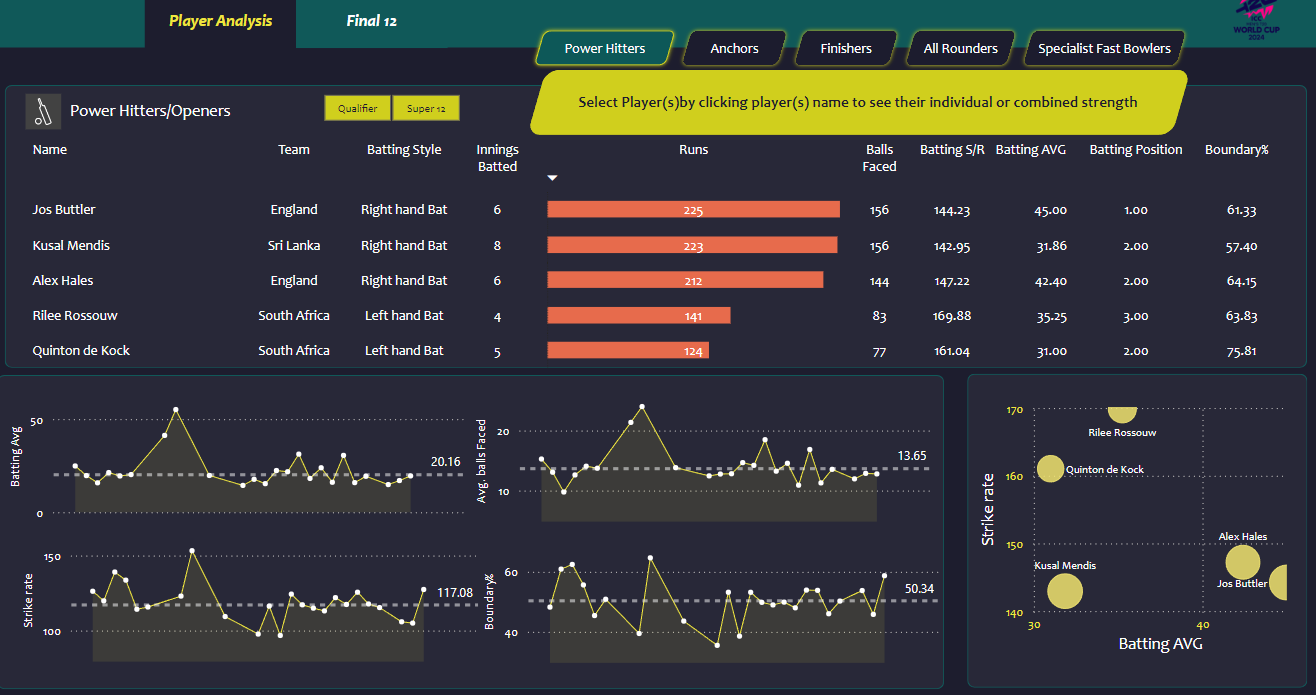 Player Analysis
Final 12
ICC
WORLD CUP
2024
Power Hitters
Anchors
Finishers
All Rounders
Specialist Fast Bowlers
Select Player(s)by clicking player(s) name to see their individual or combined strength
Power Hitters/Openers
Qualifier
Super 12
Name Team Batting Style Innings Batted Runs Balls Faced Batting S/R Batting AVG Batting Position Boundary%
Jos Buttler England Right hand Bat 6 225 156 144.23 45.00 1.00 61.33
Kusal Mendis Sri Lanka Right hand Bat 8 223 156 142.95 31.86 2.00 57.40
Alex Hales England Right hand Bat 6 212 144 147.22 42.40 2.00 64.15
Rilee Rossouw South Africa Left hand Bat 4 141 83 169.88 35.25 3.00 63.83
Quinton de Kock South Africa Left hand Bat 5 124 77 161.04 31.00 2.00 75.81
Batting Avg
50
0
20.16
Avg. balls Faced
20
10
13.65
Strike rate
150
100
117.08
Boundary%
60
40
50.34
Strike rate
170
160
150
140
Rilee Rossouw
Quinton de Kock
Alex Hales
Kusal Mendis
Jos Buttler
30
40
Batting AVG